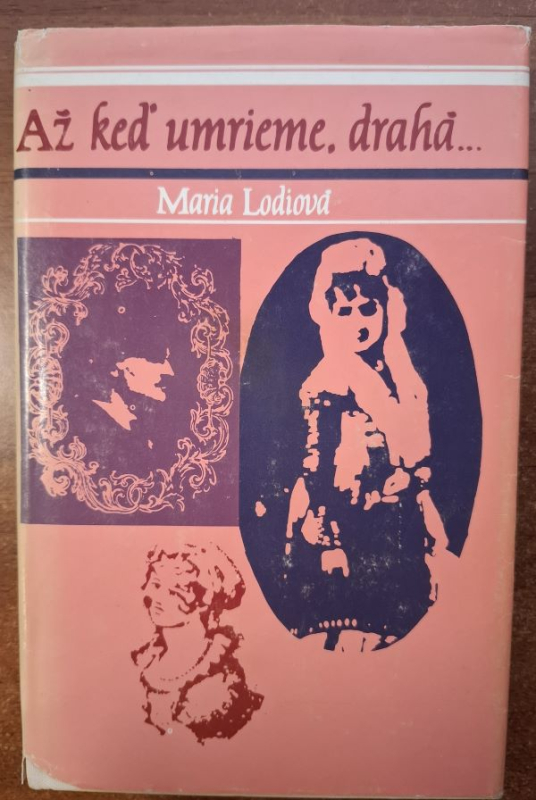 Až keď umrieme, drahá...
Maria Lodiová